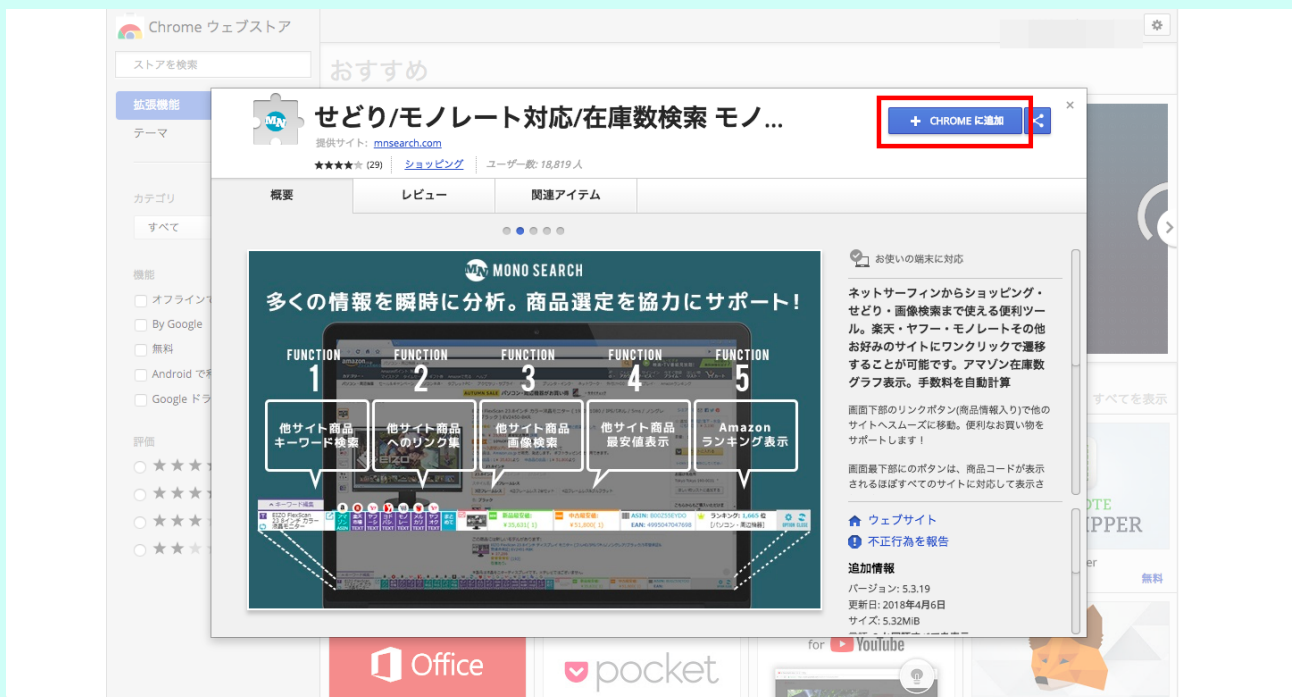 Chrome ウェブストア
ストアを検索
おすすめ
拡張機能
テーマ
カテゴリ
すべて
機能
オフラインで
By Google
無料
Android で利
Google ドラ
評価
せどり/モノレート対応/在庫数検索 モノ...
提供サイト: mnsearch.com
(29) ショッピング ユーザー数: 18,819 人
+ CHROME に追加
×
概要 レビュー 関連アイテム
MN MONO SEARCH
多くの情報を瞬時に分析。商品選定を協力にサポート!
FUNCTION FUNCTION FUNCTION FUNCTION FUNCTION
1 2 3 4 5
他サイト商品 他サイト商品 他サイト商品 他サイト商品 Amazon
キーワード検索 へのリンク集 画像検索 最安値表示 ランキング表示
お使いの端末に対応
ネットサーフィンからショッピング・
せどり・画像検索まで使える便利ツー
ル。楽天・ヤフー・モノレートその他
お好みのサイトにワンクリックで遷移
することが可能です。アマゾン在庫数
グラフ表示。手数料を自動計算
画面下部のリンクボタン(商品情報入り)で他の
サイトへスムーズに移動。便利なお買い物を
サポートします!
画面最下部にのボタンは、商品コードが表示
されるほぼすべてのサイトに対応して表示さ
ウェブサイト
不正行為を報告
追加情報
バージョン: 5.3.19
更新日: 2018年4月6日
サイズ: 5.32MiB
すべてを表示
OTE
IPPER
er
無料
Office
pocket
for YouTube